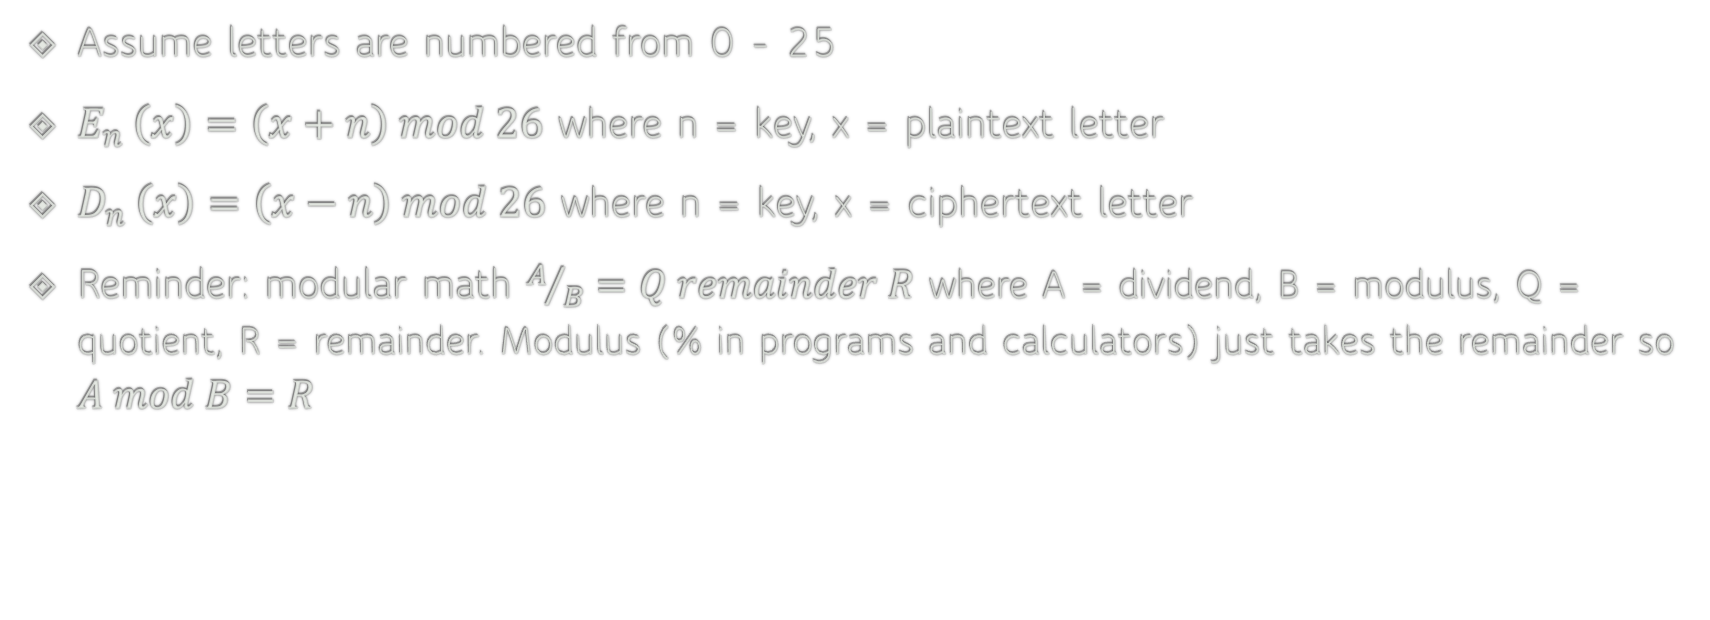 Assume letters are numbered from 0 - 25
Eₙ (x) = (x + n) mod 26 where n = key, x = plaintext letter
Dₙ (x) = (x − n) mod 26 where n = key, x = ciphertext letter
Reminder: modular math A/B = Q remainder R where A = dividend, B = modulus, Q =
quotient, R = remainder. Modulus (% in programs and calculators) just takes the remainder so
A mod B = R